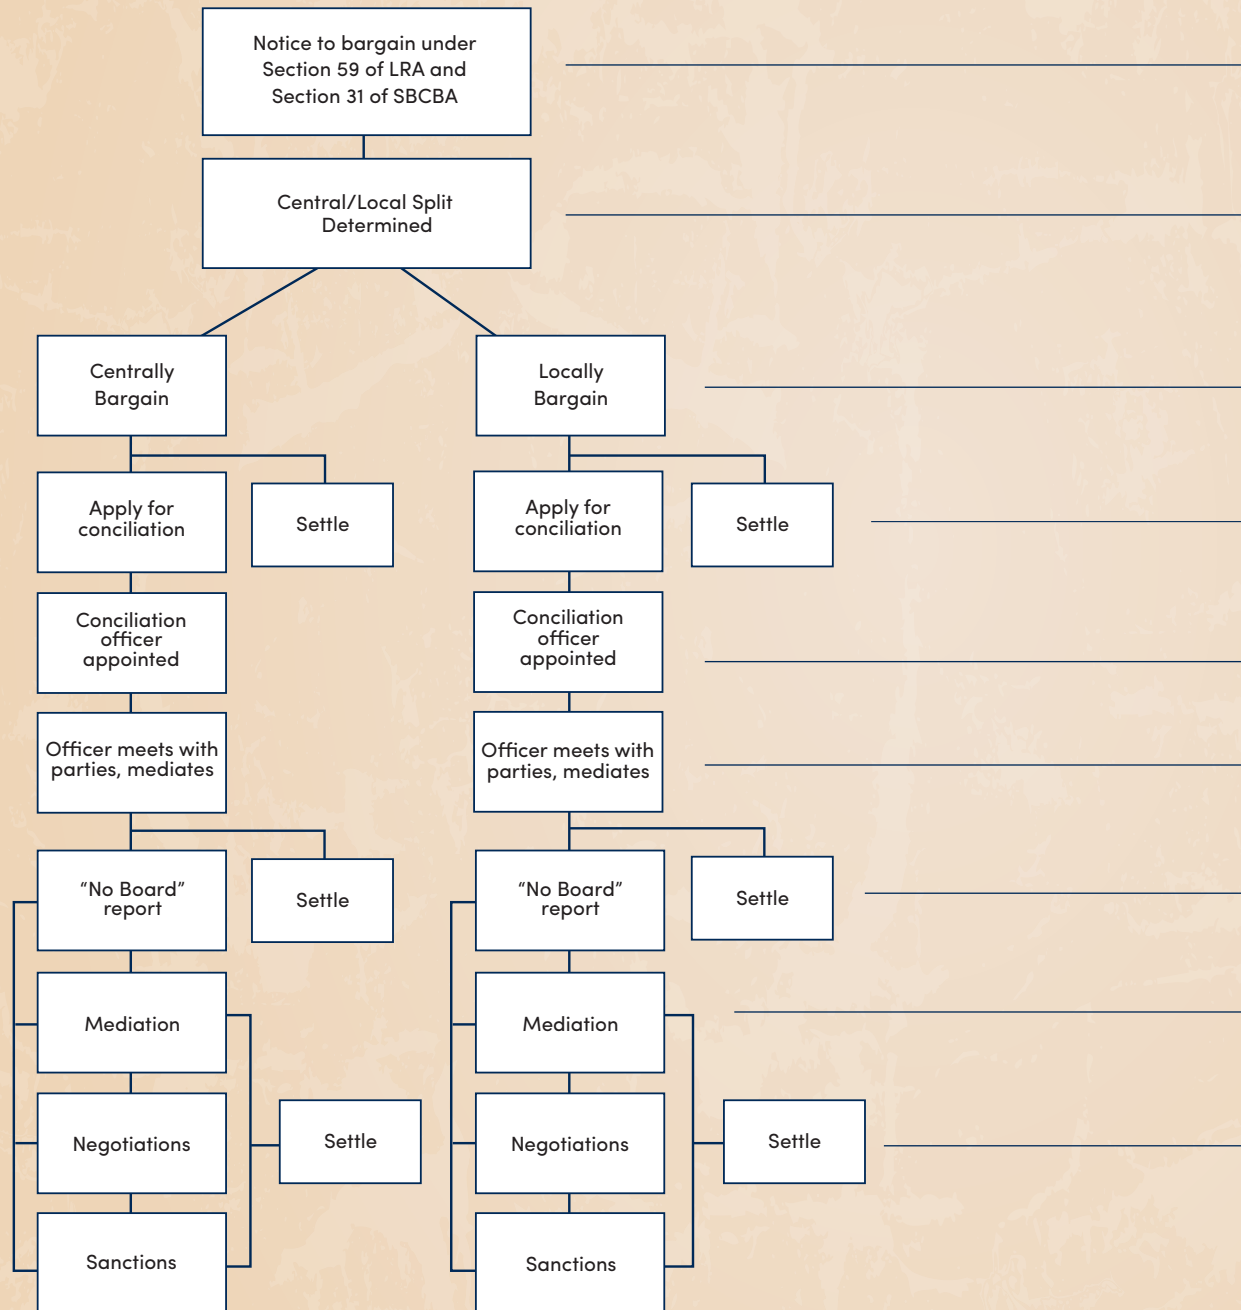 Notice to bargain under
Section 59 of LRA and
Section 31 of SBCBA
Central/Local Split
Determined
Centrally
Bargain
Locally
Bargain
Apply for
conciliation
Settle
Apply for
conciliation
Settle
Conciliation
officer
appointed
Conciliation
officer
appointed
Officer meets with
parties, mediates
Officer meets with
parties, mediates
“No Board”
report
Settle
“No Board”
report
Settle
Mediation
Mediation
Negotiations
Settle
Negotiations
Settle
Sanctions
Sanctions